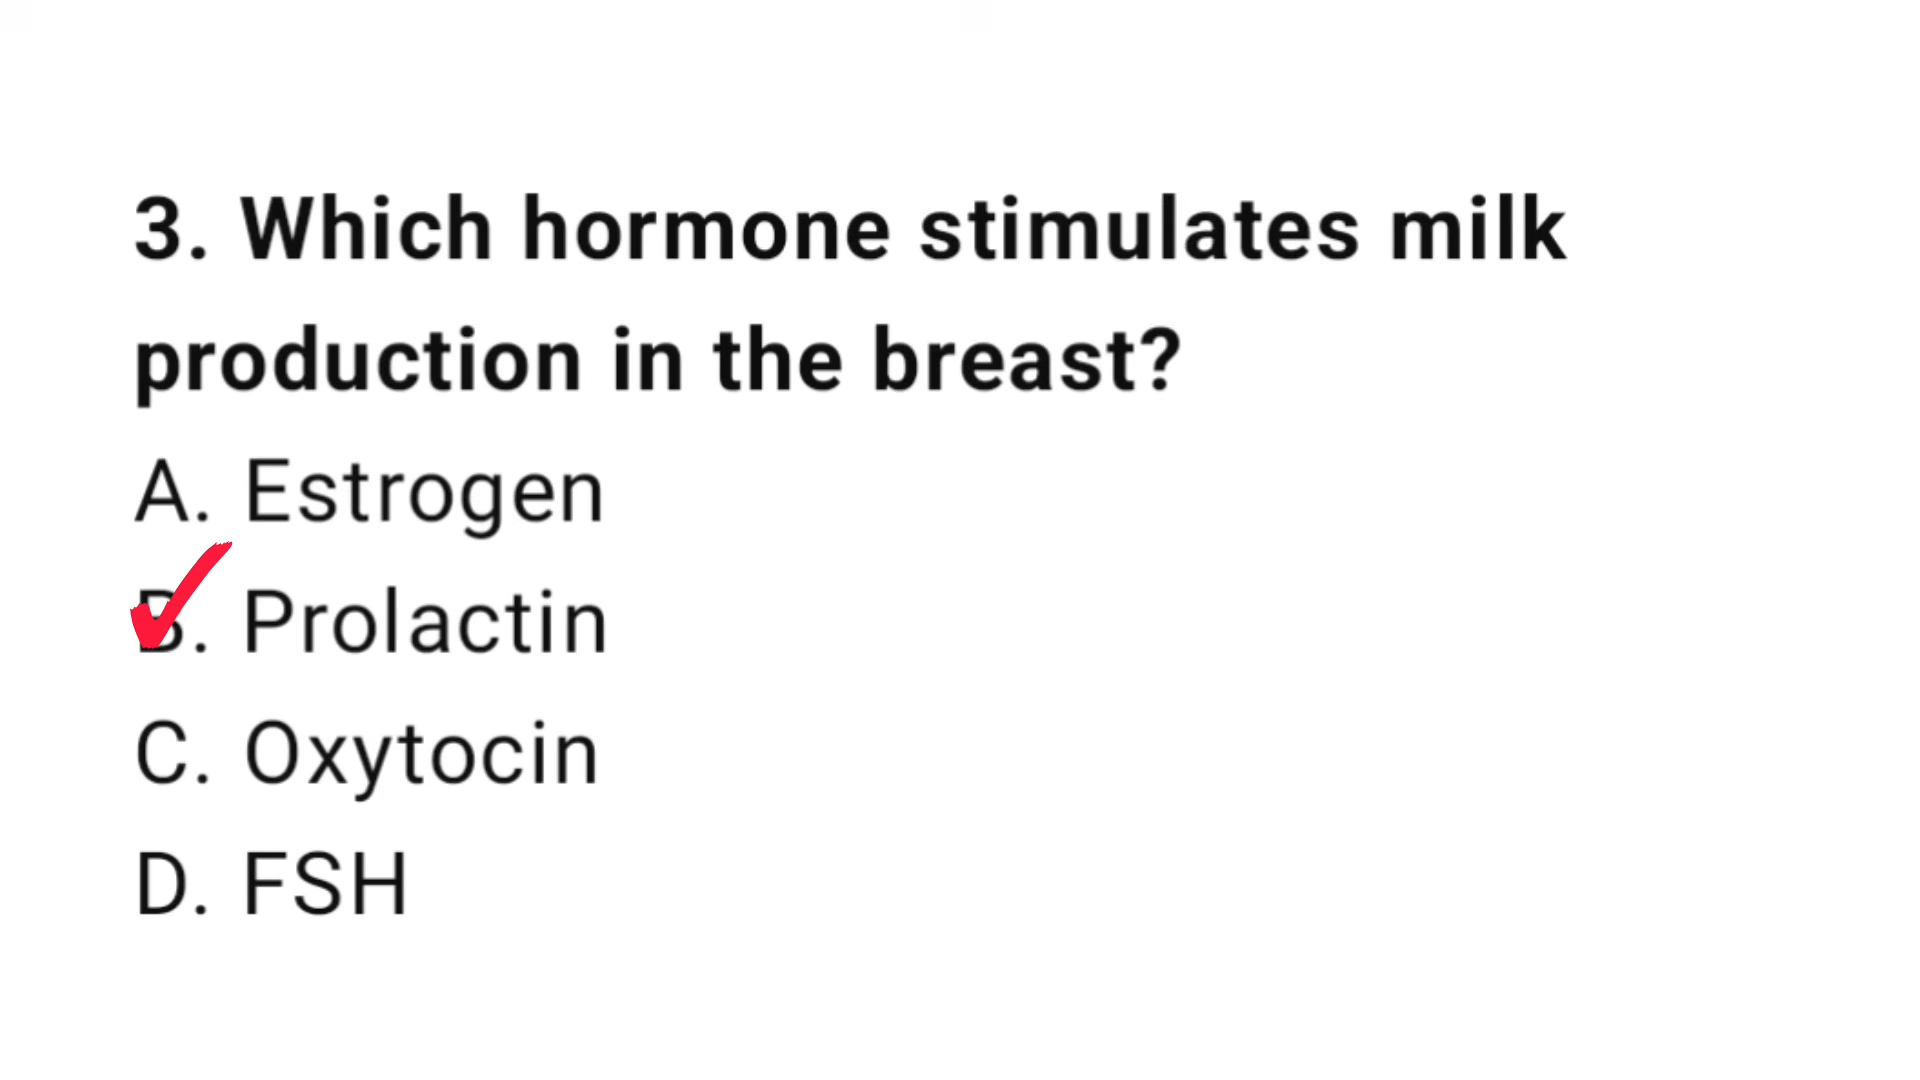 3. Which hormone stimulates milk
production in the breast?
A. Estrogen
B. Prolactin
C. Oxytocin
D. FSH